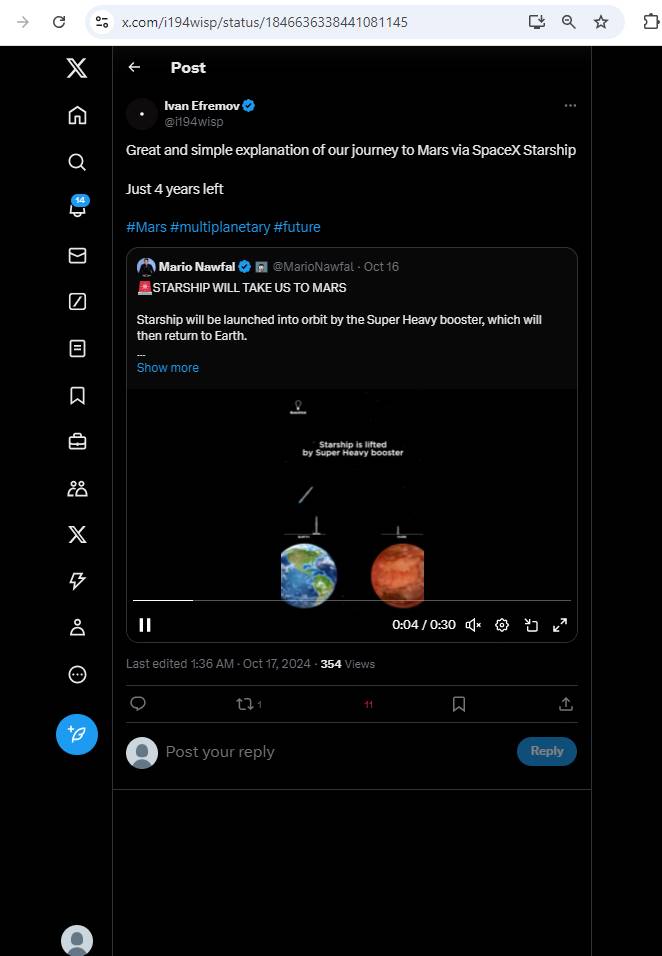 x.com/i194wisp/status/1846636338441081145
Post
Ivan Efremov
@i194wisp
Great and simple explanation of our journey to Mars via SpaceX Starship
Just 4 years left
#Mars #multiplanetary #future
14
Mario Nawfal @MarioNawfal · Oct 16
🚨STARSHIP WILL TAKE US TO MARS
Starship will be launched into orbit by the Super Heavy booster, which will
then return to Earth.
...
Show more
Starship is lifted
by Super Heavy booster
0:04 / 0:30
Last edited 1:36 AM · Oct 17, 2024 · 354 Views
1
11
Post your reply
Reply